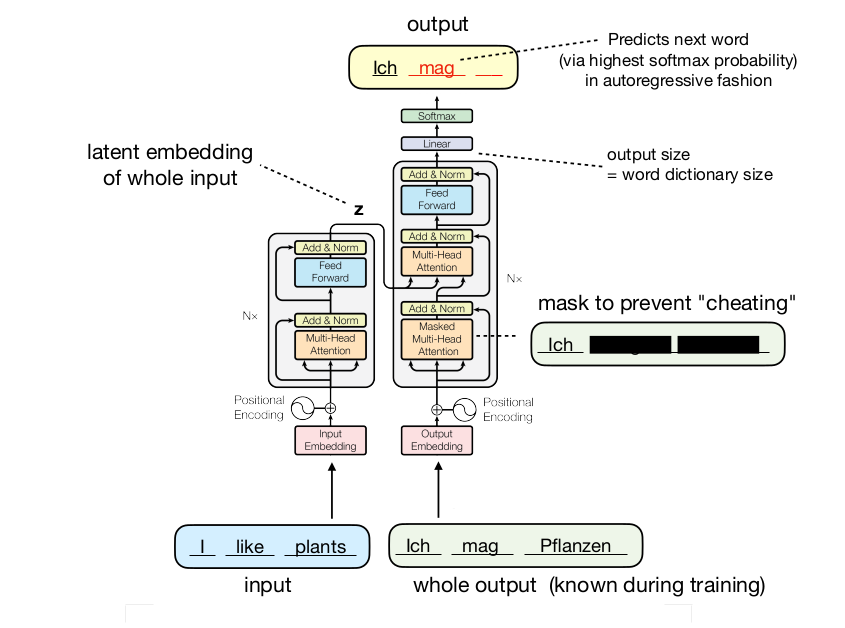 output
Ich mag
Predicts next word
(via highest softmax probability)
in autoregressive fashion
Softmax
Linear
output size
= word dictionary size
latent embedding
of whole input
z
Add & Norm
Feed
Forward
Add & Norm
Multi-Head
Attention
Nx
Add & Norm
Masked
Multi-Head
Attention
Add & Norm
Feed
Forward
Nx
Add & Norm
Multi-Head
Attention
mask to prevent "cheating"
Ich
Positional
Encoding
Positional
Encoding
Input
Embedding
Output
Embedding
I like plants
Ich mag Pflanzen
input
whole output (known during training)